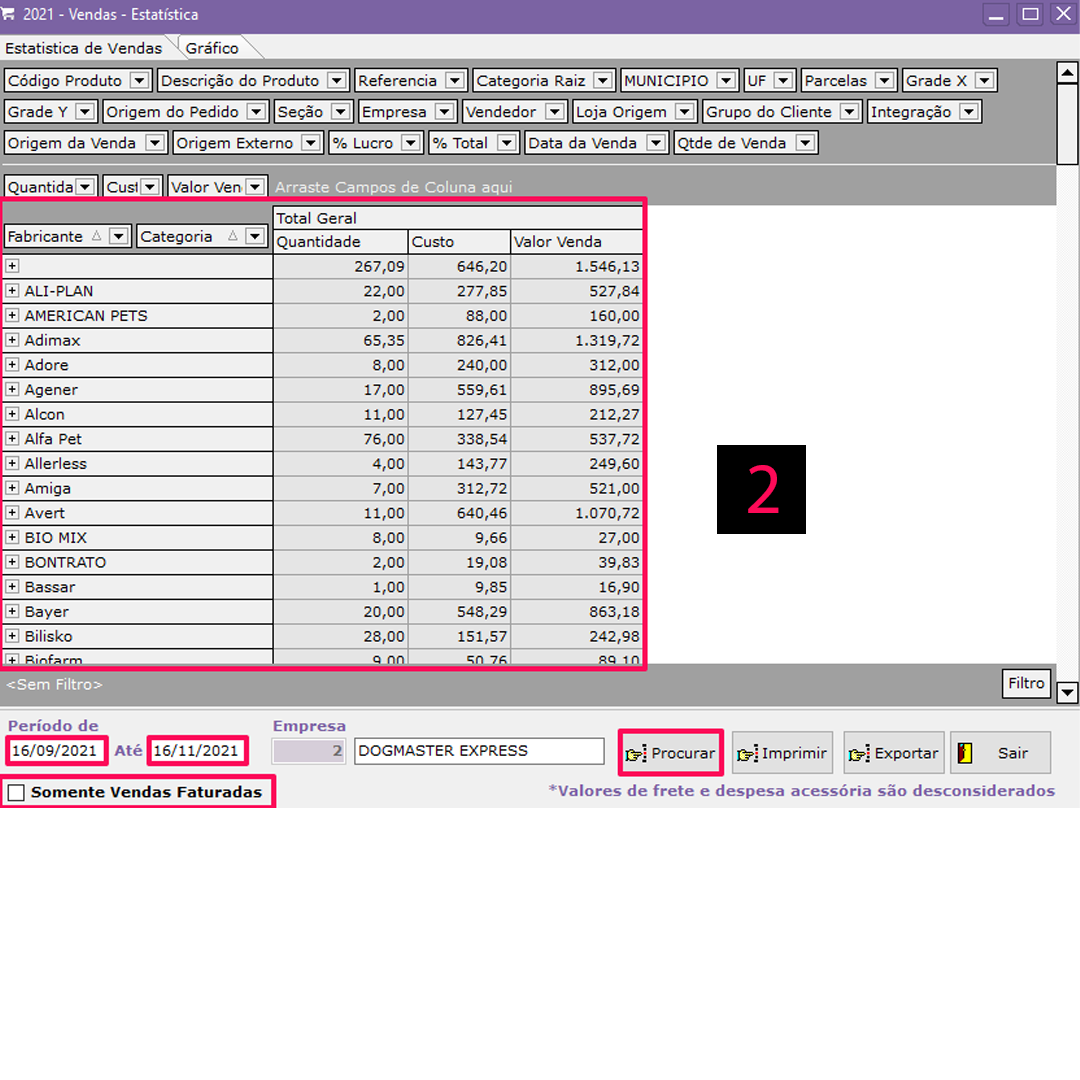 2021 - Vendas - Estatística
Estatistica de Vendas Gráfico
Código Produto Descrição do Produto Referencia Categoria Raiz MUNICIPIO UF Parcelas Grade X
Grade Y Origem do Pedido Seção Empresa Vendedor Loja Origem Grupo do Cliente Integração
Origem da Venda Origem Externo % Lucro % Total Data da Venda Qtde de Venda
Quantida Cust Valor Ven Arraste Campos de Coluna aqui
Total Geral
Fabricante Categoria Quantidade Custo Valor Venda
267,09 646,20 1.546,13
ALI-PLAN 22,00 277,85 527,84
AMERICAN PETS 2,00 88,00 160,00
Adimax 65,35 826,41 1.319,72
Adore 8,00 240,00 312,00
Agener 17,00 559,61 895,69
Alcon 11,00 127,45 212,27
Alfa Pet 76,00 338,54 537,72
Allerless 4,00 143,77 249,60
Amiga 7,00 312,72 521,00
Avert 11,00 640,46 1.070,72
BIO MIX 8,00 9,66 27,00
BONTRATO 2,00 19,08 39,83
Bassar 1,00 9,85 16,90
Bayer 20,00 548,29 863,18
Bilisko 28,00 151,57 242,98
Biofarm 9,00 50,76 89,10
2
<Sem Filtro> Filtro
Período de Empresa
16/09/2021 Até 16/11/2021 2 DOGMASTER EXPRESS Procurar Imprimir Exportar Sair
Somente Vendas Faturadas *Valores de frete e despesa acessória são desconsiderados